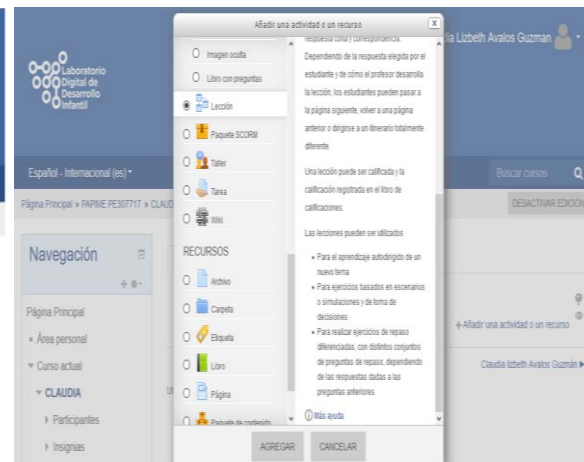 Añadir una actividad o un recurso
x
ia Lizbeth Avalos Guzman
Laboratorio
Digital de
Desarrollo
Infantil
Español - Internacional (es)
Buscar cursos
Página Principal » PAPIME PE307717 » CLAUD
DESACTIVAR EDICIÓN
Navegación
Página Principal
Área personal
Curso actual
CLAUDIA
Participantes
Insignias
Imagen oculta
Libro con preguntas
Lección
Paquete SCORM
Taller
Tarea
Wiki
RECURSOS
Archivo
Carpeta
Etiqueta
Libro
Página
Paquete de contenido
respuesta corta y correspondencia.
Dependiendo de la respuesta elegida por el
estudiante y de cómo el profesor desarrolla
la lección, los estudiantes pueden pasar a
la página siguiente, volver a una página
anterior o dirigirse a un itinerario totalmente
diferente.
Una lección puede ser calificada y la
calificación registrada en el libro de
calificaciones.
Las lecciones pueden ser utilizados
• Para el aprendizaje autodirigido de un
nuevo tema
• Para ejercicios basados en escenarios
o simulaciones y de toma de
decisiones
• Para realizar ejercicios de repaso
diferenciadas, con distintos conjuntos
de preguntas de repaso, dependiendo
de las respuestas dadas a las
preguntas anteriores
Más ayuda
AGREGAR
CANCELAR
+Añadir una actividad o un recurso
Claudia lizbeth Avalos Guzmán